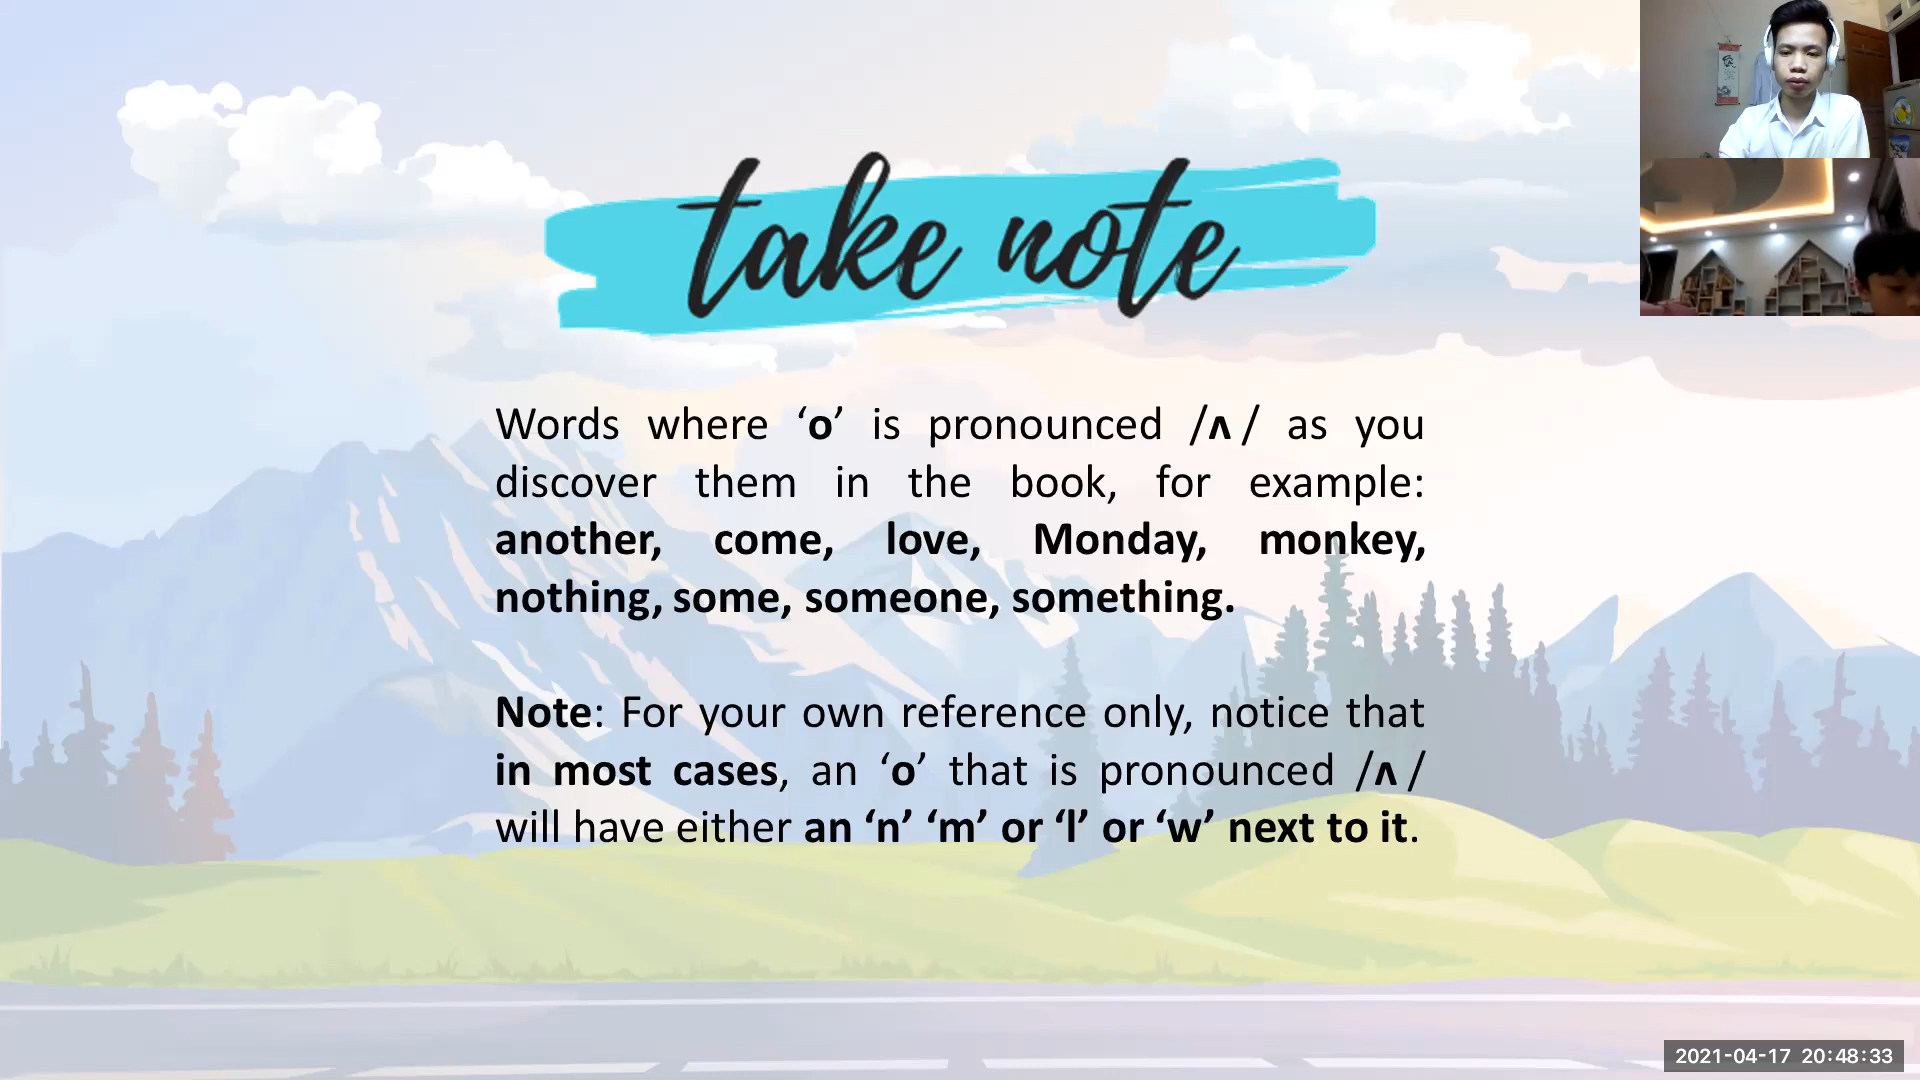 take note
Words where ‘o’ is pronounced /ʌ / as you
discover them in the book, for example:
another, come, love, Monday, monkey,
nothing, some, someone, something.
Note: For your own reference only, notice that
in most cases, an ‘o’ that is pronounced /ʌ /
will have either an ‘n’ ‘m’ or ‘l’ or ‘w’ next to it.
2021-04-17 20:48:33